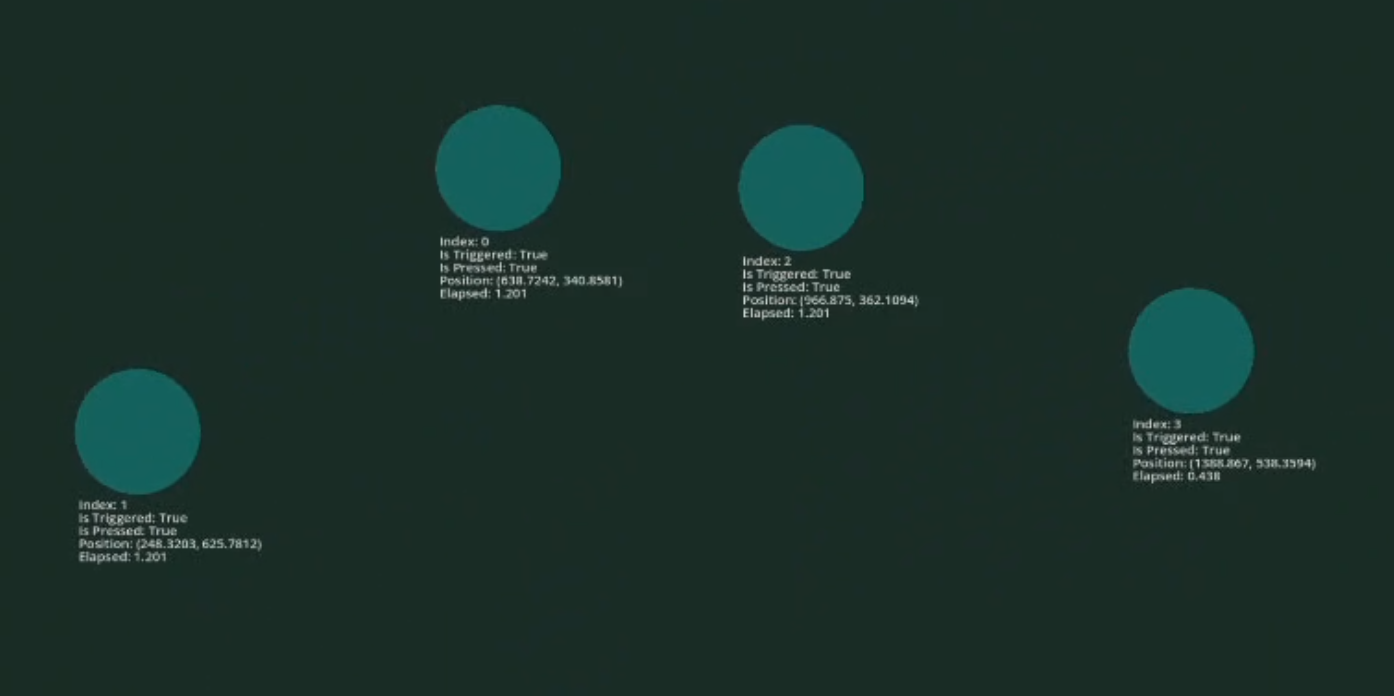 Index: 0
Is Triggered: True
Is Pressed: True
Position: (638.7242, 340.8581)
Elapsed: 1.201
Index: 2
Is Triggered: True
Is Pressed: True
Position: (966.875, 362.1094)
Elapsed: 1.201
Index: 3
Is Triggered: True
Is Pressed: True
Position: (1388.867, 538.3594)
Elapsed: 0.438
Index: 1
Is Triggered: True
Is Pressed: True
Position: (248.3203, 625.7812)
Elapsed: 1.201